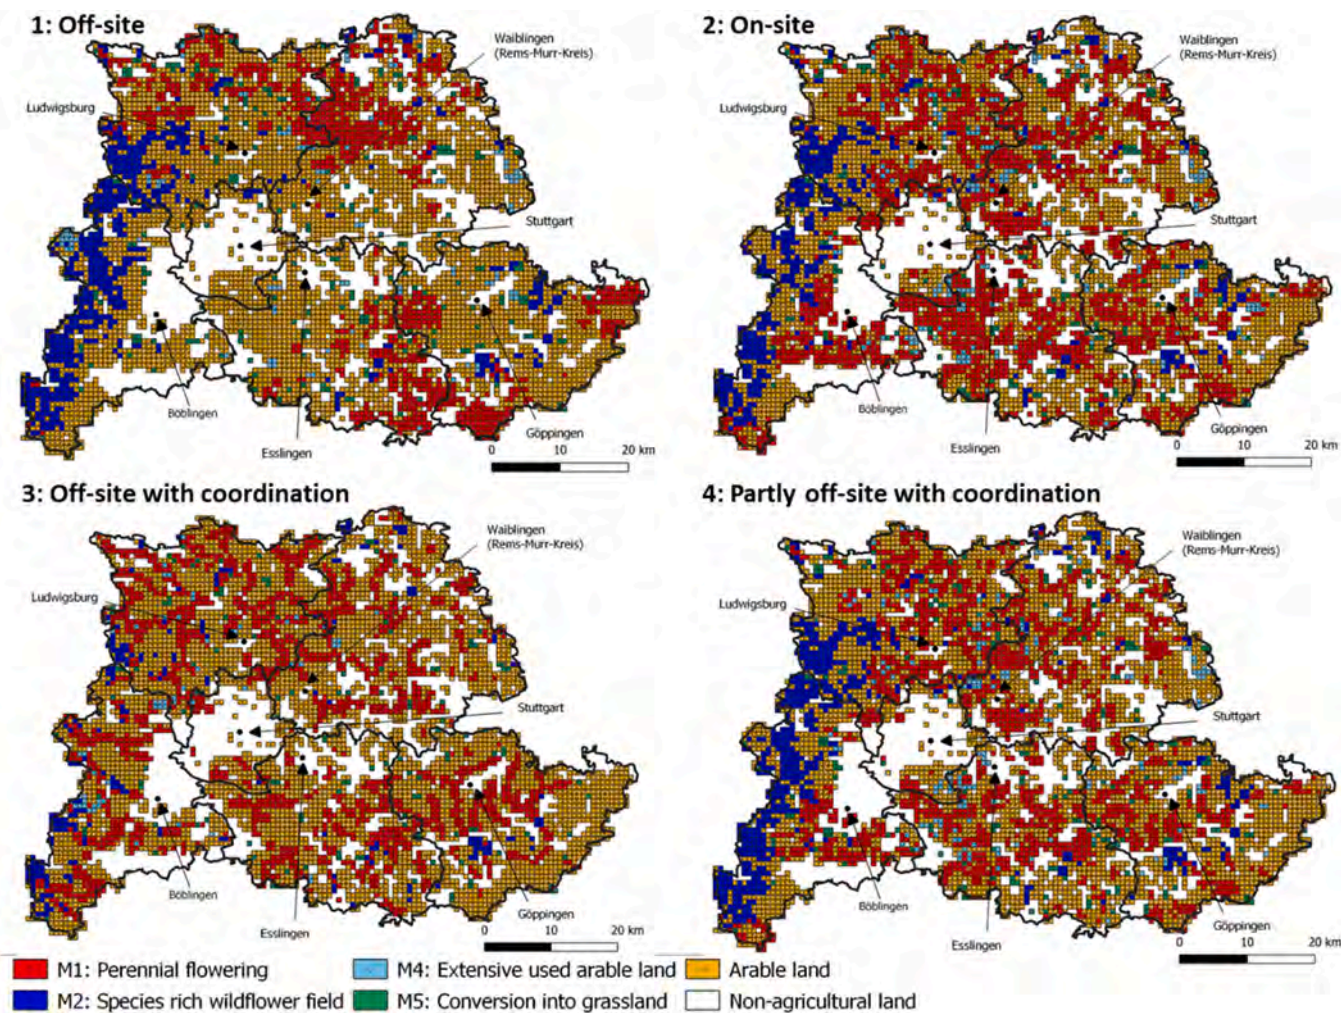 1: Off-site
Waiblingen
(Rems-Murr-Kreis)
Ludwigsburg
Stuttgart
Böblingen
Göppingen
Esslingen
0 10 20 km
2: On-site
Waiblingen
(Rems-Murr-Kreis)
Ludwigsburg
Stuttgart
Böblingen
Göppingen
Esslingen
0 10 20 km
3: Off-site with coordination
Waiblingen
(Rems-Murr-Kreis)
Ludwigsburg
Stuttgart
Böblingen
Göppingen
Esslingen
0 10 20 km
4: Partly off-site with coordination
Waiblingen
(Rems-Murr-Kreis)
Ludwigsburg
Stuttgart
Böblingen
Göppingen
Esslingen
0 10 20 km
M1: Perennial flowering
M4: Extensive used arable land
Arable land
M2: Species rich wildflower field
M5: Conversion into grassland
Non-agricultural land